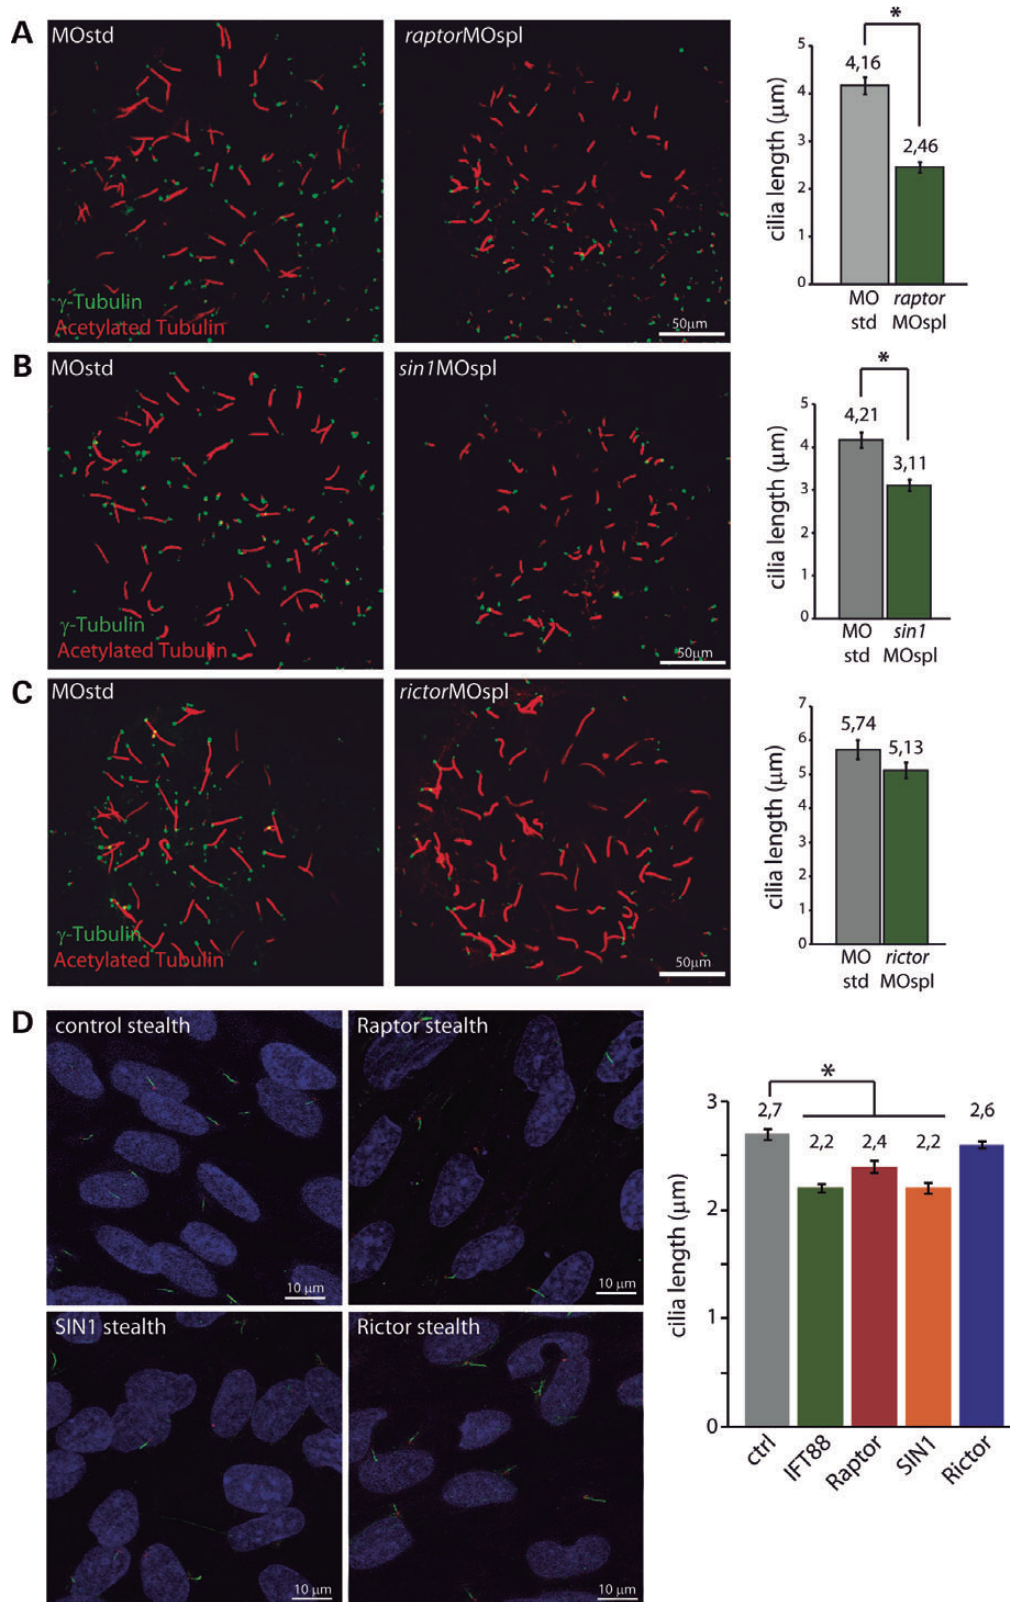 A
MOstd
raptorMOspl
γ-Tubulin
Acetylated Tubulin
50μm
*
cilia length (μm)
5
4
3
2
1
0
4,16
2,46
MO std
raptor MOspl
B
MOstd
sin1MOspl
γ-Tubulin
Acetylated Tubulin
50μm
*
cilia length (μm)
5
4
3
2
1
0
4,21
3,11
MO std
sin1 MOspl
C
MOstd
rictorMOspl
γ-Tubulin
Acetylated Tubulin
50μm
cilia length (μm)
7
6
5
4
3
2
1
0
5,74
5,13
MO std
rictor MOspl
D
control stealth
10 μm
Raptor stealth
10 μm
SIN1 stealth
10 μm
Rictor stealth
10 μm
*
cilia length (μm)
3
2
1
0
2,7
2,2
2,4
2,2
2,6
ctrl
IFT88
Raptor
SIN1
Rictor